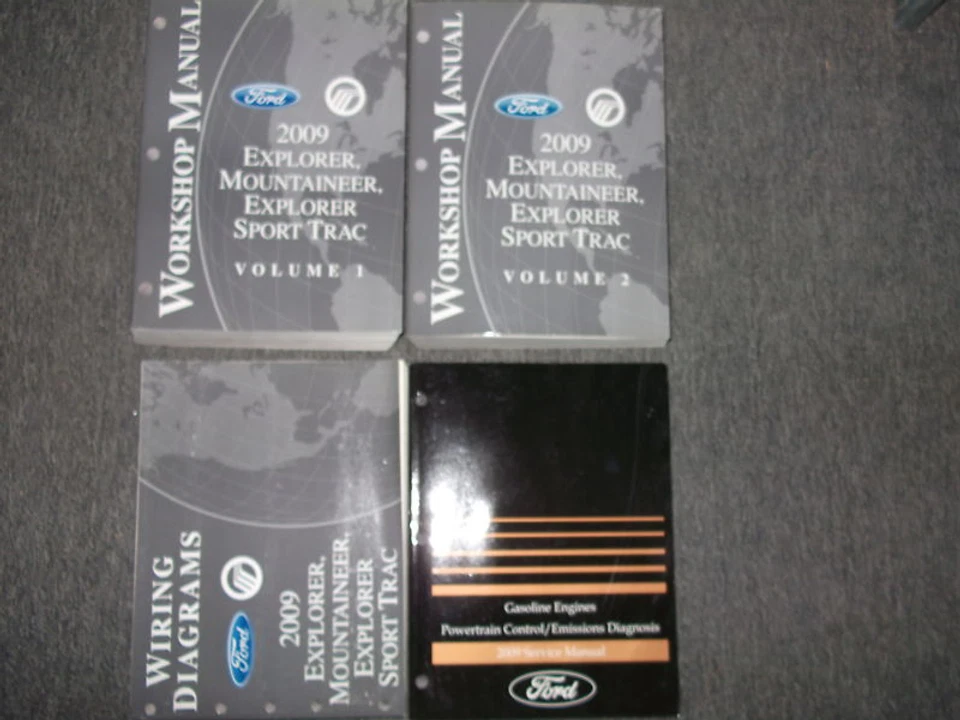 WORKSHOP MANUAL
Ford
2009
EXPLORER,
MOUNTAINEER,
EXPLORER
SPORT TRAC
VOLUME 1
WORKSHOP MANUAL
Ford
2009
EXPLORER,
MOUNTAINEER,
EXPLORER
SPORT TRAC
VOLUME 2
WIRING
DIAGRAMS
Ford
2009
EXPLORER,
MOUNTAINEER,
EXPLORER
SPORT TRAC
Gasoline Engines
Powertrain Control/Emissions Diagnosis
2009 Service Manual
Ford